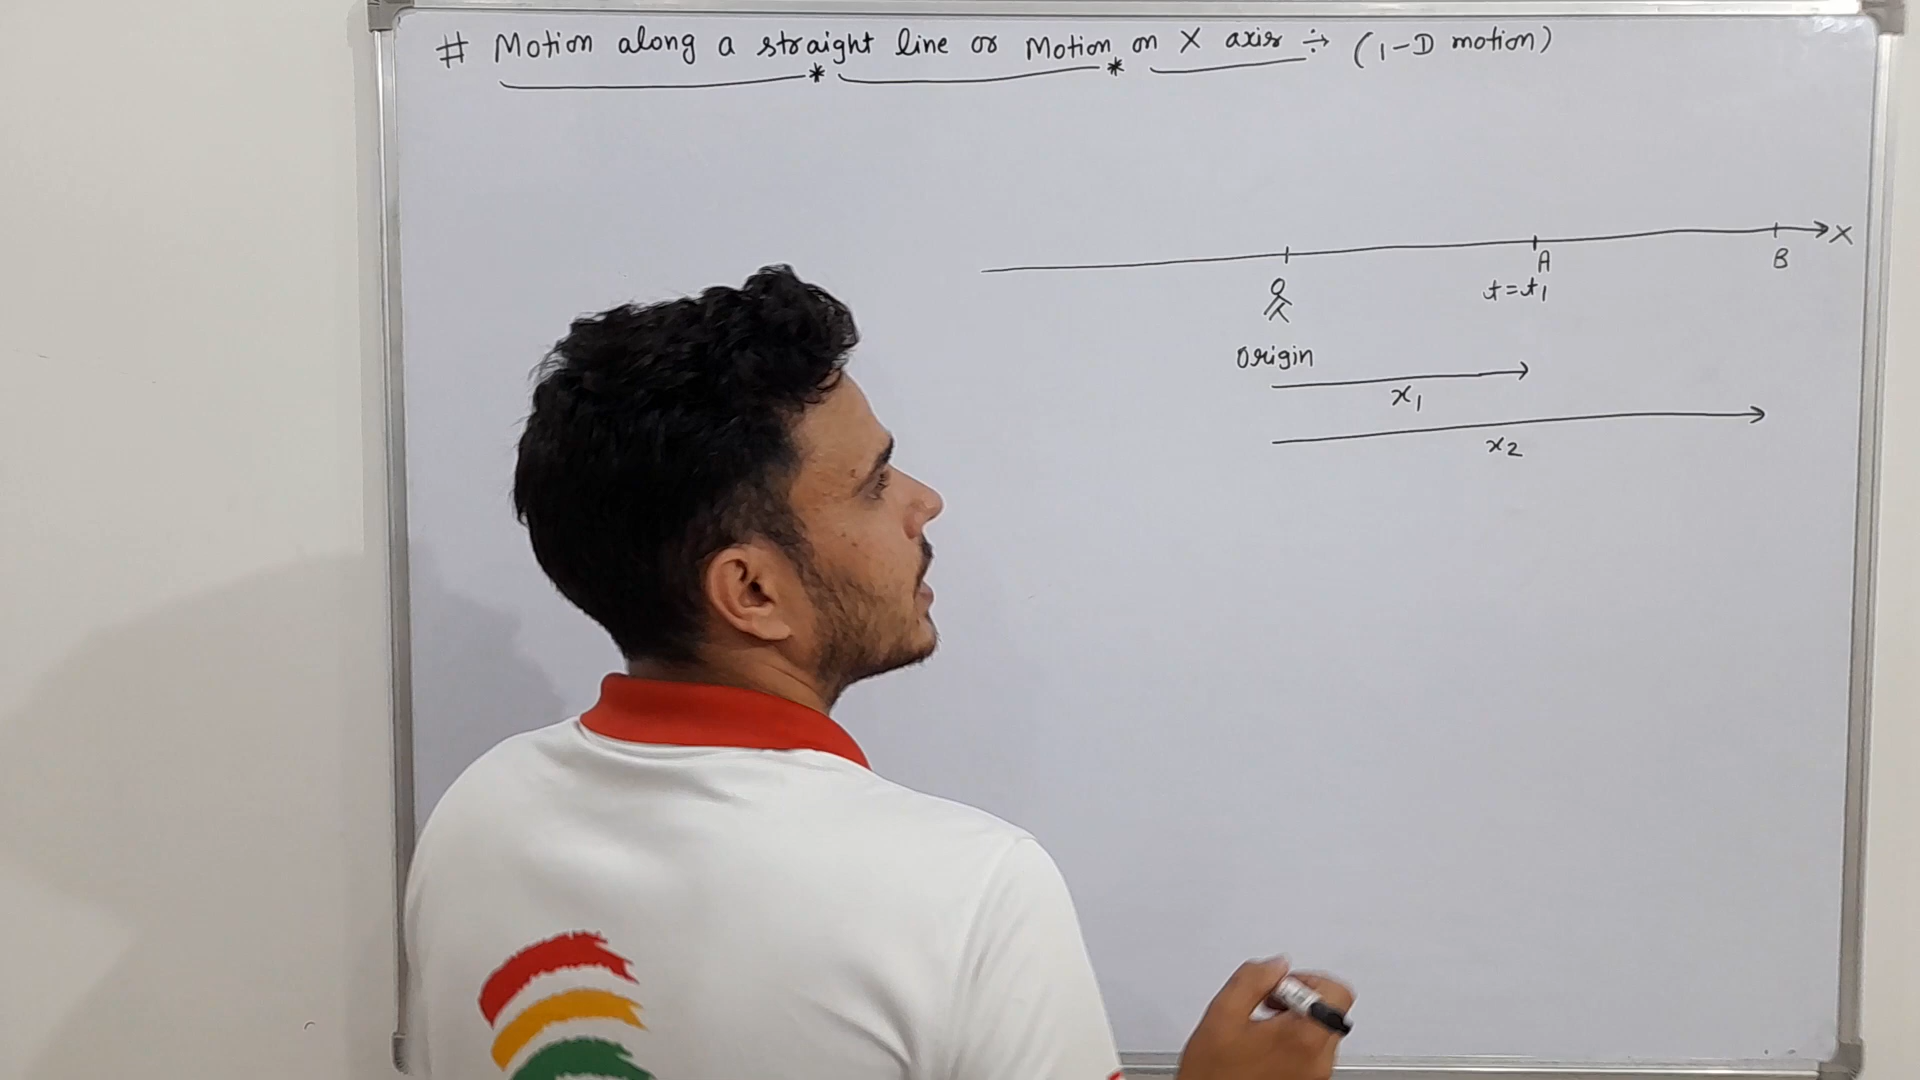 # Motion along a straight line or Motion on X axis ÷ (1-D motion)
X
A
B
t=t1
Origin
x1
x2